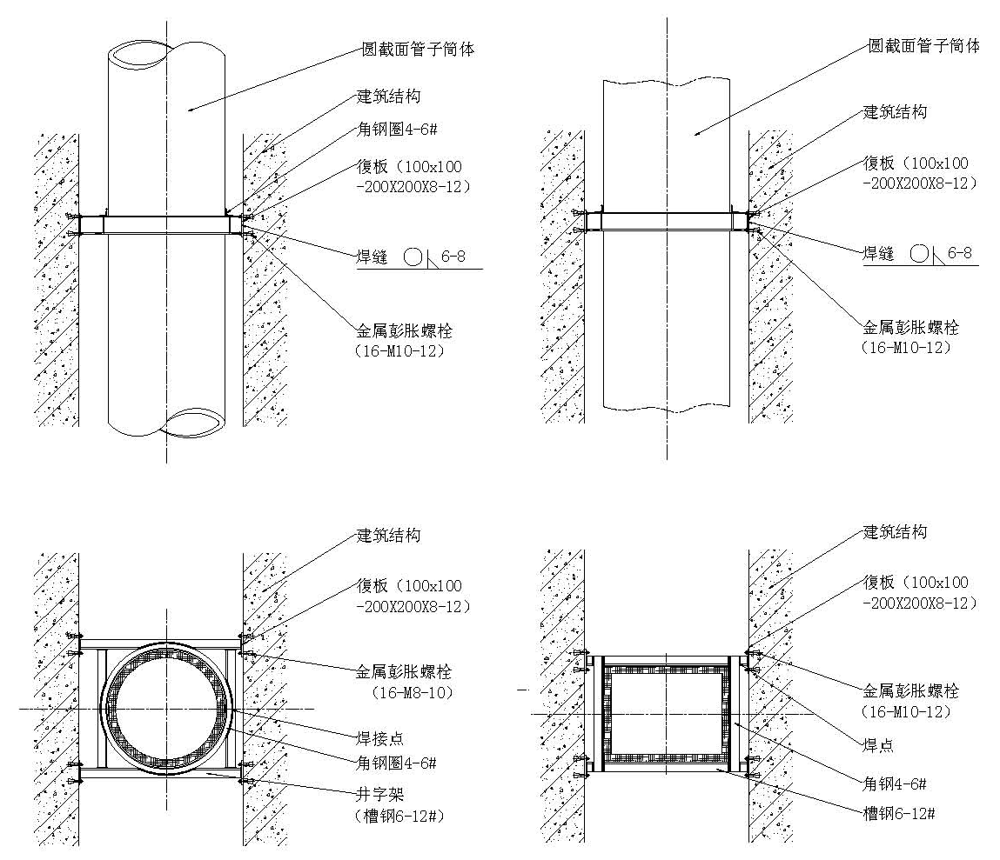 圆截面管子筒体
建筑结构
角钢圈4-6#
復板（100x100
-200X200X8-12）
焊缝 6-8
金属彭胀螺栓
（16-M10-12）
圆截面管子筒体
建筑结构
復板（100x100
-200X200X8-12）
焊缝 6-8
金属彭胀螺栓
（16-M10-12）
建筑结构
復板（100x100
-200X200X8-12）
金属彭胀螺栓
（16-M8-10）
焊接点
角钢圈4-6#
井字架
（槽钢6-12#）
建筑结构
復板（100x100
-200X200X8-12）
金属彭胀螺栓
（16-M10-12）
焊点
角钢4-6#
槽钢6-12#